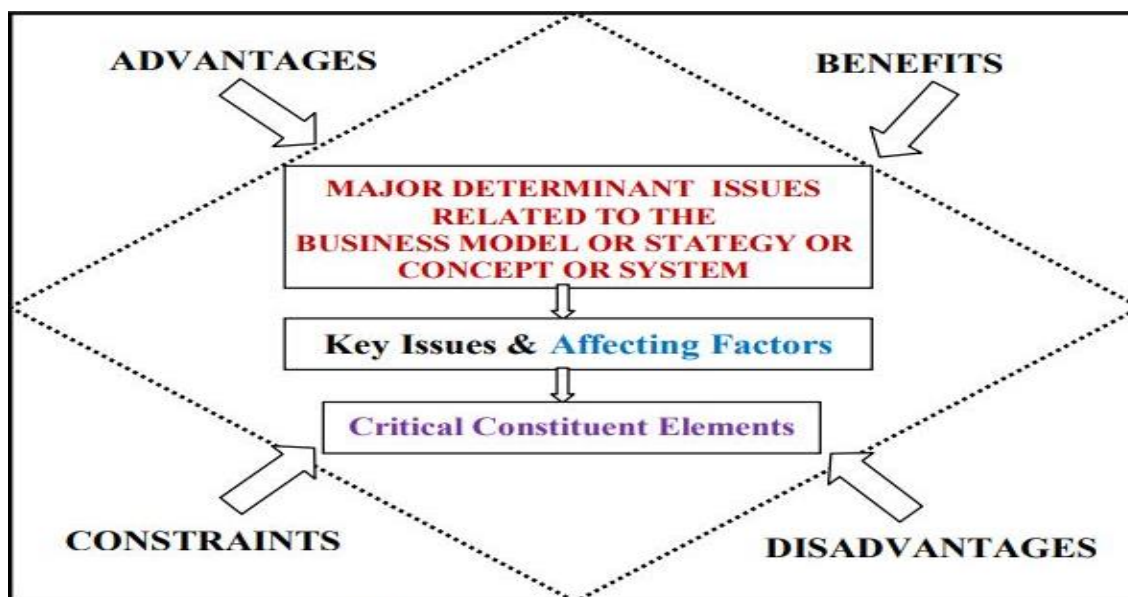 ADVANTAGES
BENEFITS
MAJOR DETERMINANT ISSUES
RELATED TO THE
BUSINESS MODEL OR STATEGY OR
CONCEPT OR SYSTEM
Key Issues & Affecting Factors
Critical Constituent Elements
CONSTRAINTS
DISADVANTAGES